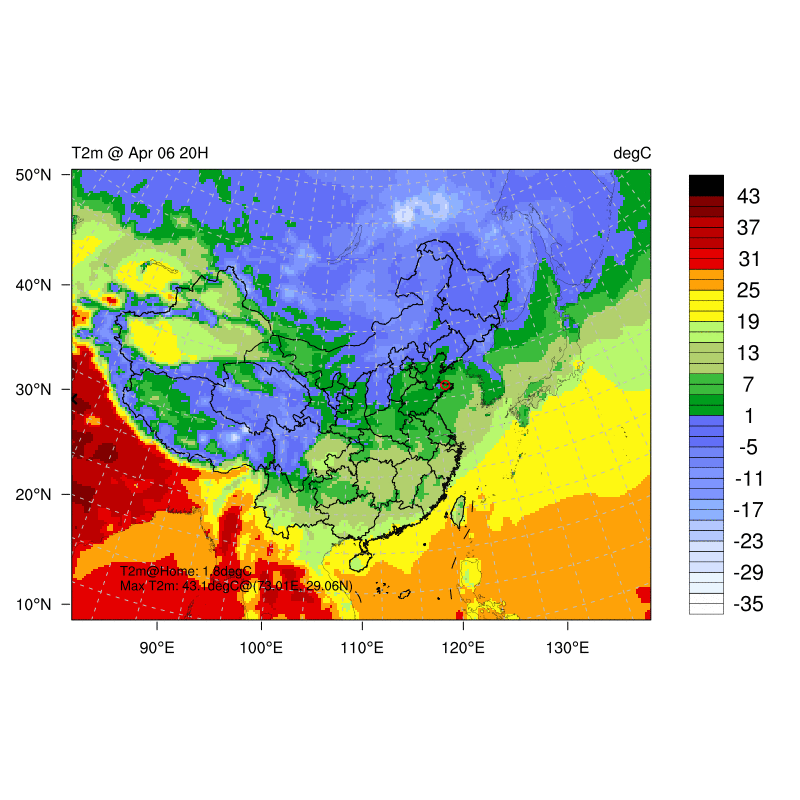 T2m @ Apr 06 20H
degC
50°N
40°N
30°N
20°N
10°N
90°E
100°E
110°E
120°E
130°E
43
37
31
25
19
13
7
1
-5
-11
-17
-23
-29
-35
T2m@Home: 1.8degC
Max T2m: 43.1degC@(73.01E, 29.06N)